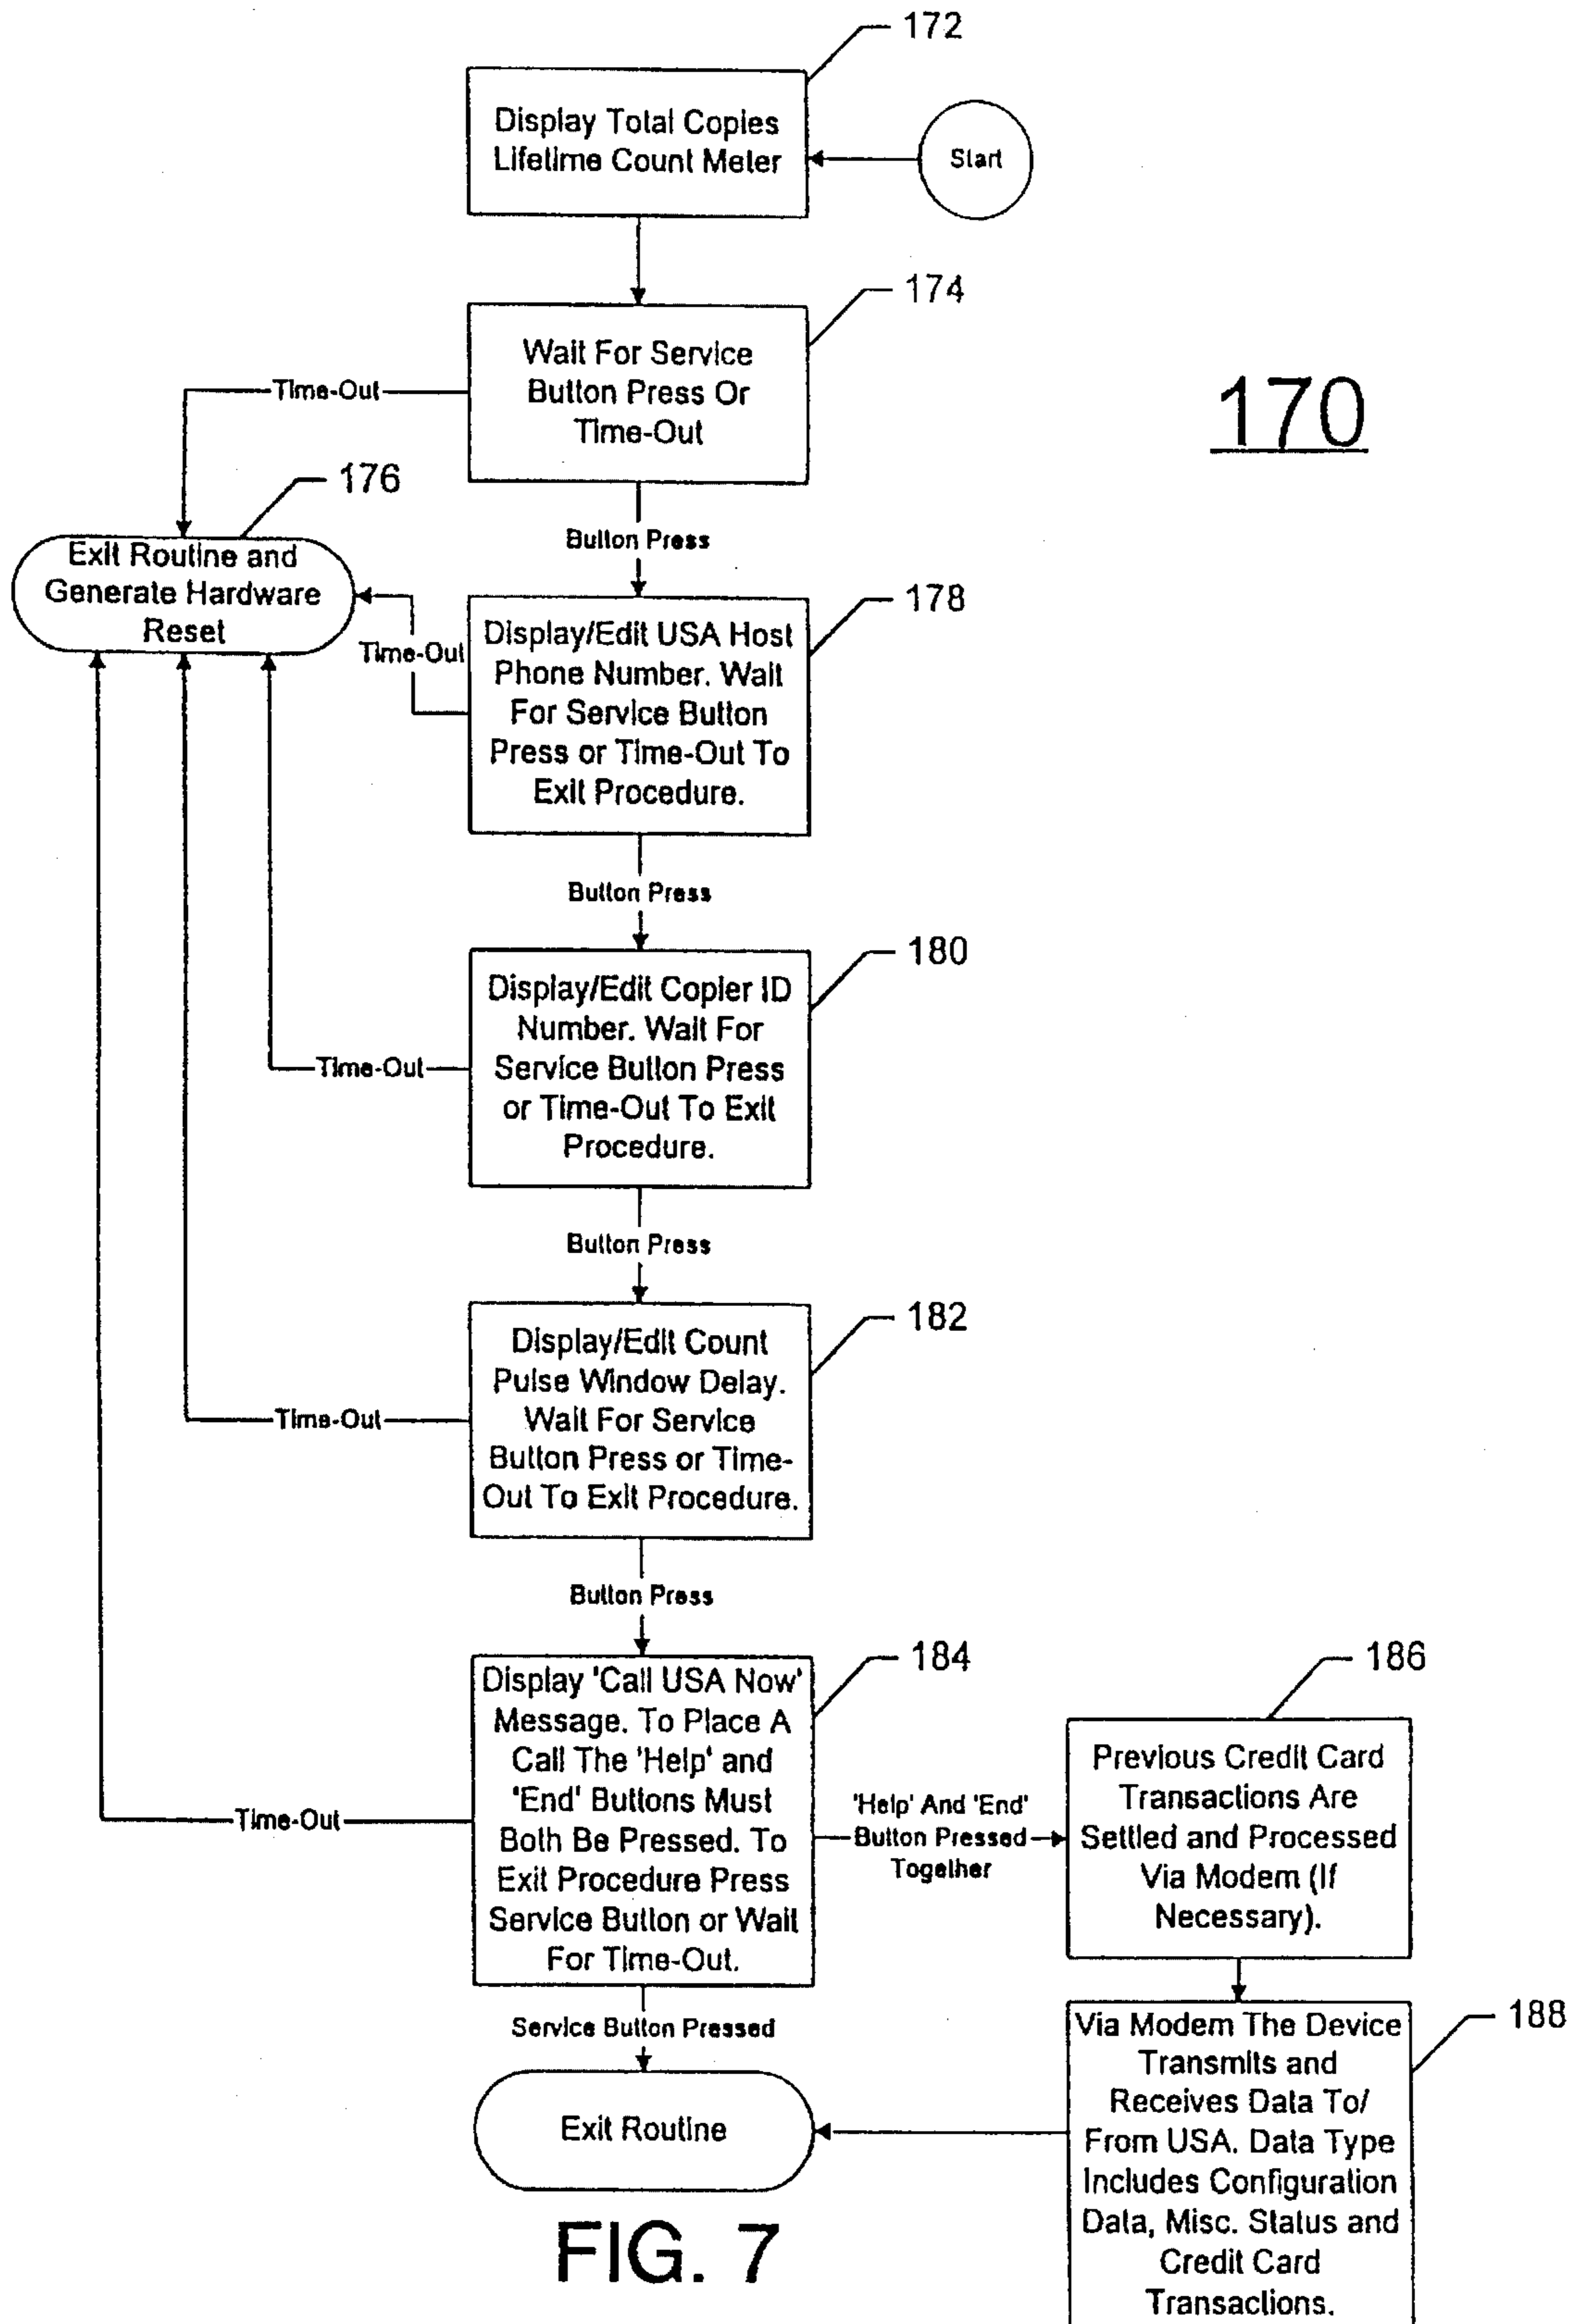 172
Display Total Copies
Lifetime Count Meter
Start
174
Wait For Service
Button Press Or
Time-Out
Time-Out
170
176
Exit Routine and
Generate Hardware
Reset
Button Press
178
Display/Edit USA Host
Phone Number. Wait
For Service Button
Press or Time-Out To
Exit Procedure.
Time-Out
Button Press
180
Display/Edit Copier ID
Number. Wait For
Service Button Press
or Time-Out To Exit
Procedure.
Time-Out
Button Press
182
Display/Edit Count
Pulse Window Delay.
Wait For Service
Button Press or Time-
Out To Exit Procedure.
Time-Out
Button Press
184
Display 'Call USA Now'
Message. To Place A
Call The 'Help' and
'End' Buttons Must
Both Be Pressed. To
Exit Procedure Press
Service Button or Wait
For Time-Out.
Time-Out
'Help' And 'End'
Button Pressed
Together
186
Previous Credit Card
Transactions Are
Settled and Processed
Via Modem (If
Necessary).
Service Button Pressed
188
Via Modem The Device
Transmits and
Receives Data To/
From USA. Data Type
Includes Configuration
Data, Misc. Status and
Credit Card
Transactions.
Exit Routine
FIG. 7